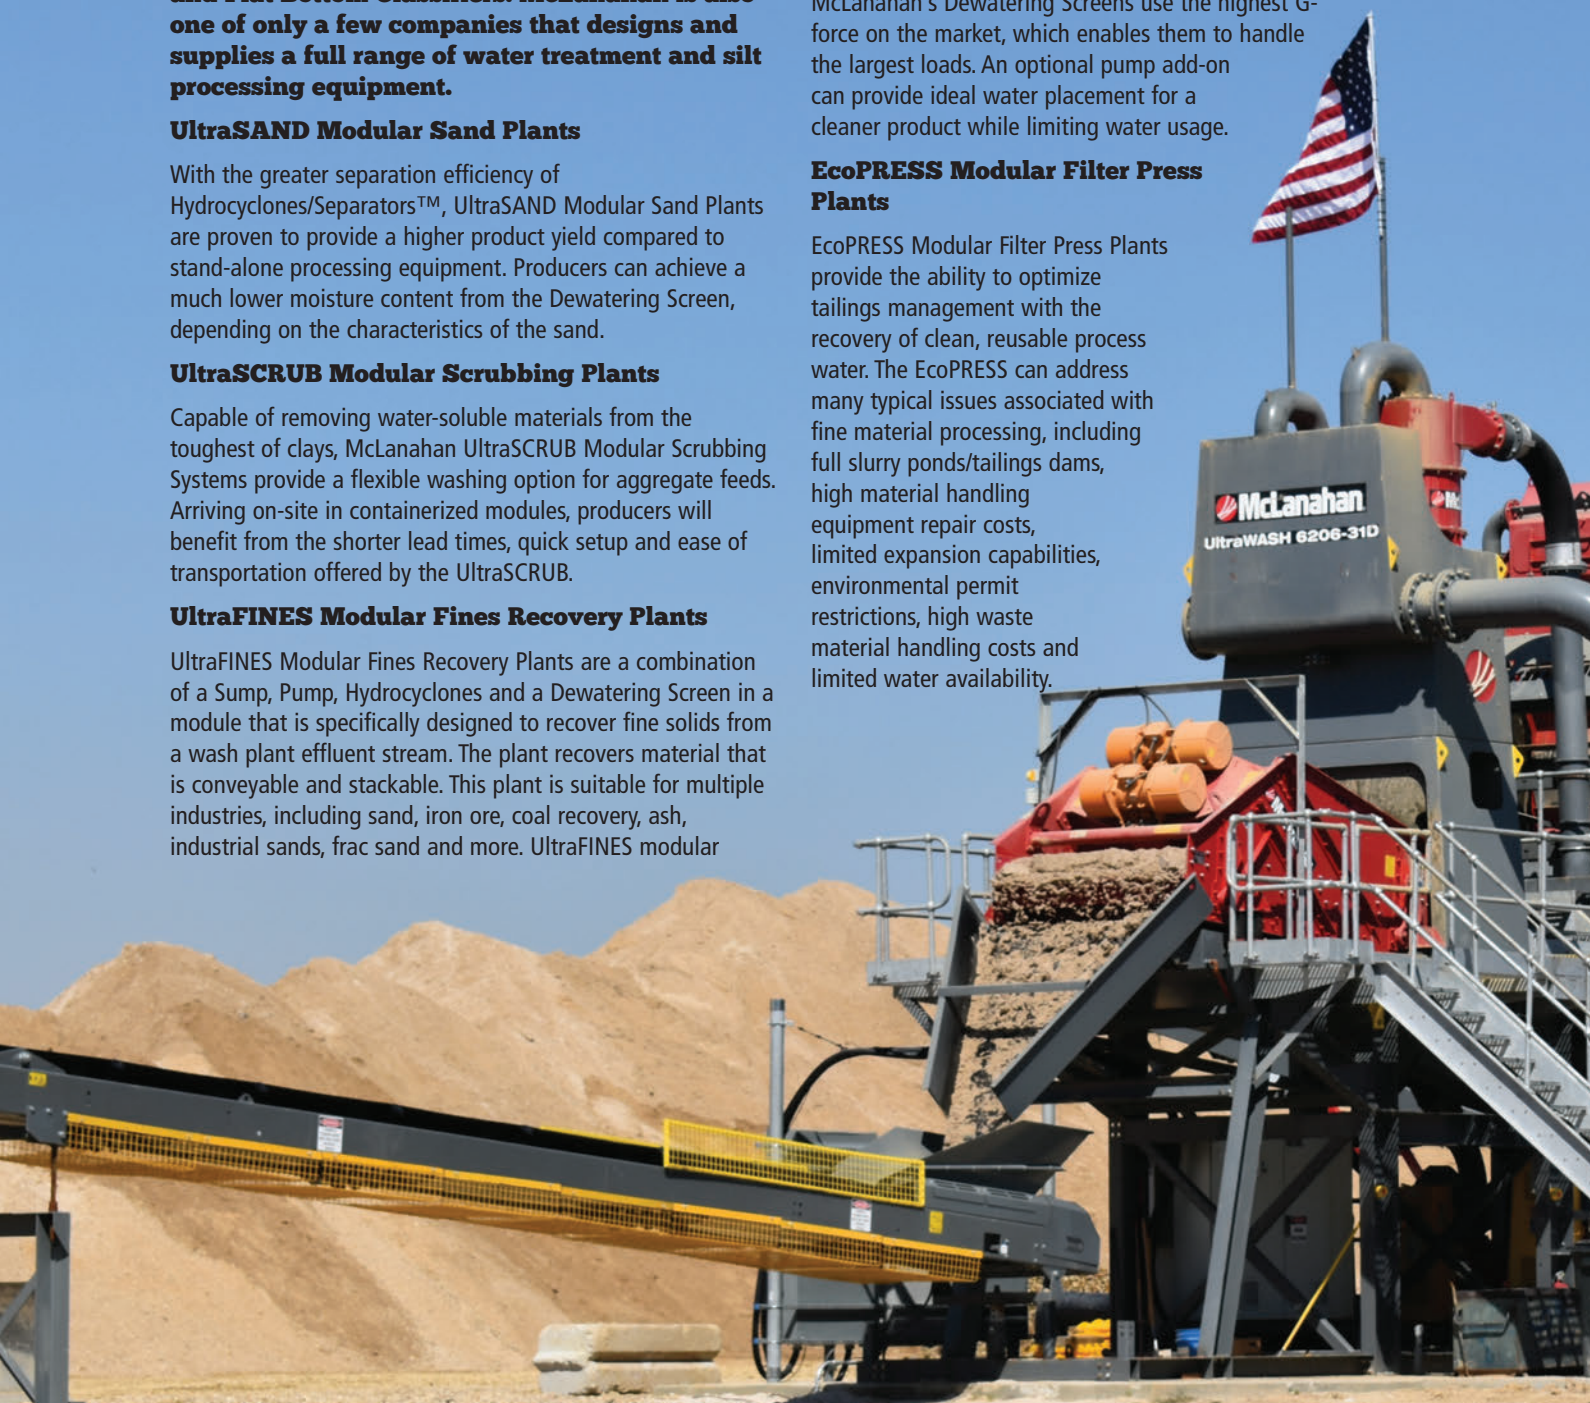 and Flat Bottom Classifiers. McLanahan is also
one of only a few companies that designs and
supplies a full range of water treatment and silt
processing equipment.
UltraSAND Modular Sand Plants
With the greater separation efficiency of
Hydrocyclones/Separators™, UltraSAND Modular Sand Plants
are proven to provide a higher product yield compared to
stand-alone processing equipment. Producers can achieve a
much lower moisture content from the Dewatering Screen,
depending on the characteristics of the sand.
UltraSCRUB Modular Scrubbing Plants
Capable of removing water-soluble materials from the
toughest of clays, McLanahan UltraSCRUB Modular Scrubbing
Systems provide a flexible washing option for aggregate feeds.
Arriving on-site in containerized modules, producers will
benefit from the shorter lead times, quick setup and ease of
transportation offered by the UltraSCRUB.
UltraFINES Modular Fines Recovery Plants
UltraFINES Modular Fines Recovery Plants are a combination
of a Sump, Pump, Hydrocyclones and a Dewatering Screen in a
module that is specifically designed to recover fine solids from
a wash plant effluent stream. The plant recovers material that
is conveyable and stackable. This plant is suitable for multiple
industries, including sand, iron ore, coal recovery, ash,
industrial sands, frac sand and more. UltraFINES modular
McLanahan's Dewatering Screens use the highest G-
force on the market, which enables them to handle
the largest loads. An optional pump add-on
can provide ideal water placement for a
cleaner product while limiting water usage.
EcoPRESS Modular Filter Press
Plants
EcoPRESS Modular Filter Press Plants
provide the ability to optimize
tailings management with the
recovery of clean, reusable process
water. The EcoPRESS can address
many typical issues associated with
fine material processing, including
full slurry ponds/tailings dams,
high material handling
equipment repair costs,
limited expansion capabilities,
environmental permit
restrictions, high waste
material handling costs and
limited water availability.
McLanahan
UltraWASH 6206-31D